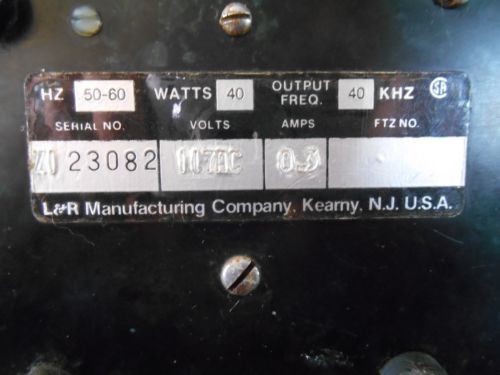 HZ 50-60 WATTS 40 OUTPUT FREQ. 40 KHZ
SERIAL NO. VOLTS AMPS FTZ NO.
23082 117AC
L&R Manufacturing Company, Kearny, N.J. U.S.A.